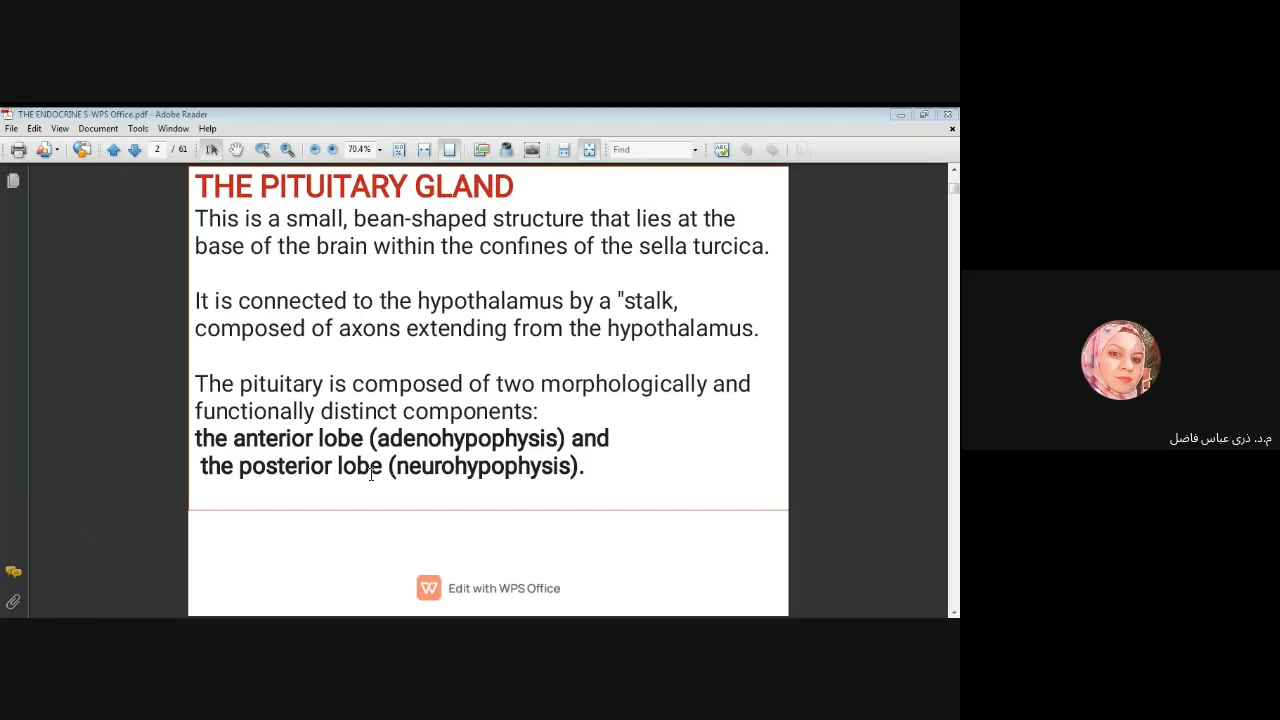 THE ENDOCRINE S-WPS Office.pdf - Adobe Reader
File Edit View Document Tools Window Help
2 / 61 70.4% Find
THE PITUITARY GLAND
This is a small, bean-shaped structure that lies at the
base of the brain within the confines of the sella turcica.
It is connected to the hypothalamus by a "stalk,
composed of axons extending from the hypothalamus.
The pituitary is composed of two morphologically and
functionally distinct components:
the anterior lobe (adenohypophysis) and
the posterior lobe (neurohypophysis).
Edit with WPS Office
م.د. ذرى عباس فاضل